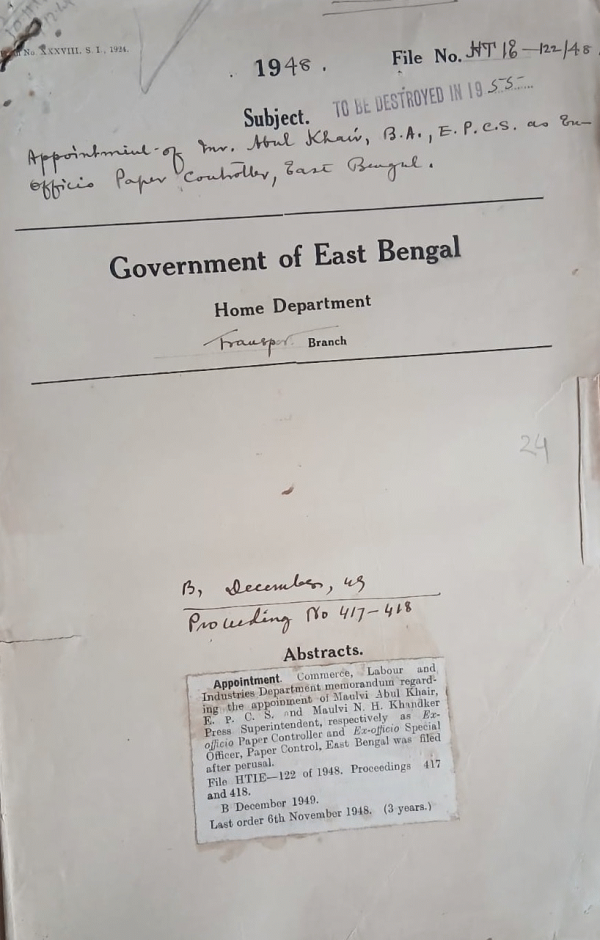 No. XXXVIII. S. I., 1924.
1948. File No. HT 18-122/48
Subject. TO BE DESTROYED IN 1955
Appointment of Mr. Abul Khair, B.A., E.P.C.S. as Ex-
officio Paper Controller, East Bengal.
Government of East Bengal
Home Department
Transpr. Branch
24
B, December, 49
Proceeding No 417-418
Abstracts.
Appointment. Commerce, Labour and
Industries Department memorandum regard-
ing the appoinment of Maulvi Abul Khair,
E. P. C. S. and Maulvi N. H. Khandker
Press Superintendent, respectively as Ex-
officio Paper Controller and Ex-officio Special
Officer, Paper Control, East Bengal was filed
after perusal.
File HTIE—122 of 1948. Proceedings 417
and 418.
B December 1949.
Last order 6th November 1948. (3 years.)